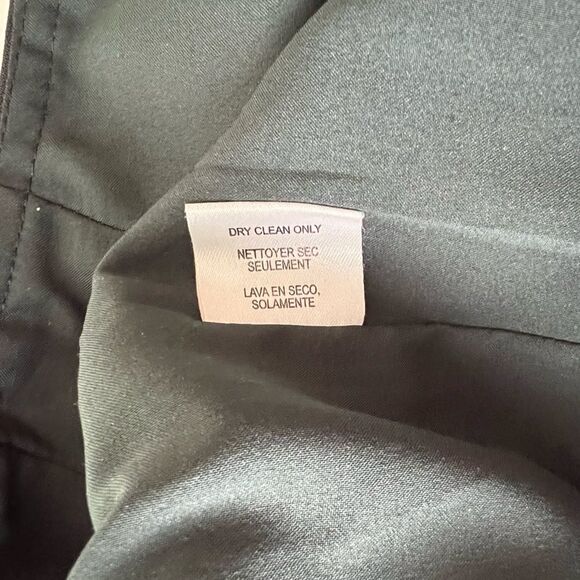 DRY CLEAN ONLY
NETTOYER SEC
SEULEMENT
LAVA EN SECO,
SOLAMENTE